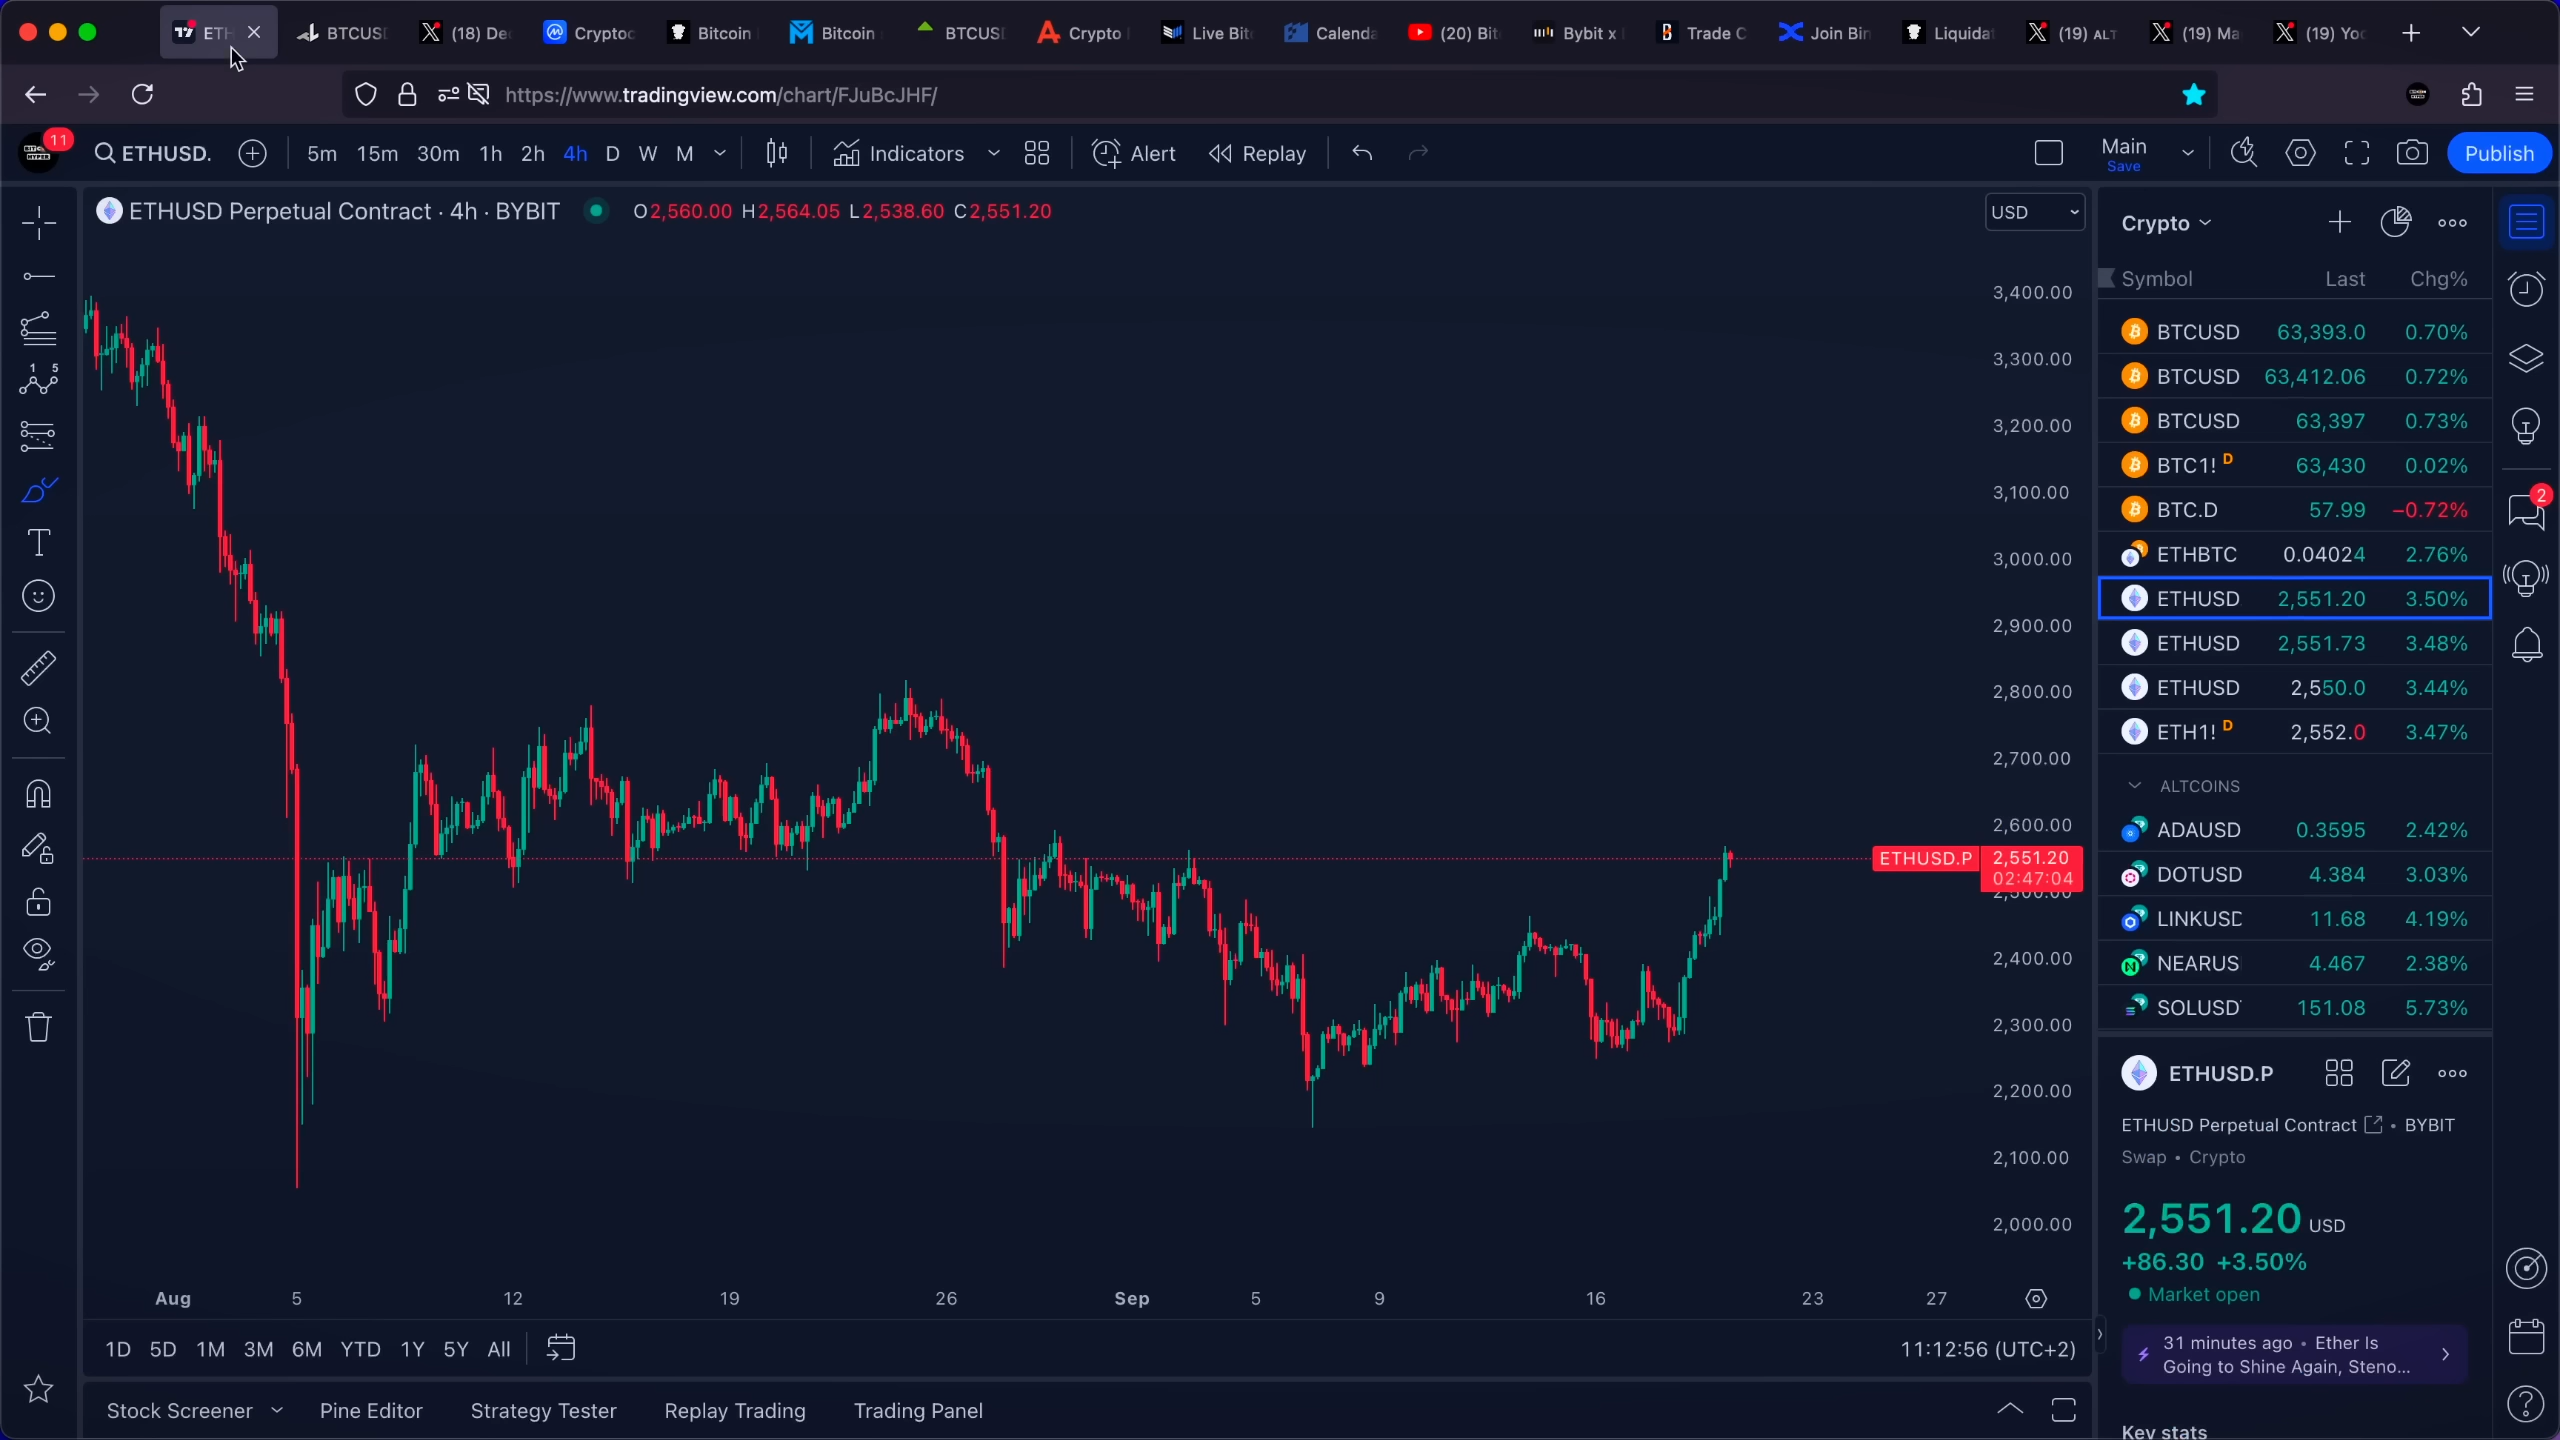 ETH
BTCUSD
(18) De
Cryptoc
Bitcoin
Bitcoin
BTCUSD
Crypto
Live Bit
Calenda
(20) Bit
Bybit x
Trade C
Join Bin
Liquidat
(19) ALT
(19) Ma
(19) Yo
https://www.tradingview.com/chart/FJuBcJHF/
11
ETHUSD.
5m 15m 30m 1h 2h 4h D W M
Indicators
Alert
Replay
Main
Save
Publish
ETHUSD Perpetual Contract · 4h · BYBIT
O2,560.00 H2,564.05 L2,538.60 C2,551.20
USD
3,400.00
3,300.00
3,200.00
3,100.00
3,000.00
2,900.00
2,800.00
2,700.00
2,600.00
ETHUSD.P 2,551.20
02:47:04
2,500.00
2,400.00
2,300.00
2,200.00
2,100.00
2,000.00
Aug 5 12 19 26 Sep 5 9 16 23 27
1D 5D 1M 3M 6M YTD 1Y 5Y All
11:12:56 (UTC+2)
Stock Screener
Pine Editor
Strategy Tester
Replay Trading
Trading Panel
Crypto
Symbol Last Chg%
BTCUSD 63,393.0 0.70%
BTCUSD 63,412.06 0.72%
BTCUSD 63,397 0.73%
BTC1! D 63,430 0.02%
BTC.D 57.99 −0.72%
ETHBTC 0.04024 2.76%
ETHUSD 2,551.20 3.50%
ETHUSD 2,551.73 3.48%
ETHUSD 2,550.0 3.44%
ETH1! D 2,552.0 3.47%
ALTCOINS
ADAUSD 0.3595 2.42%
DOTUSD 4.384 3.03%
LINKUSD 11.68 4.19%
NEARUS 4.467 2.38%
SOLUSD 151.08 5.73%
ETHUSD.P
ETHUSD Perpetual Contract • BYBIT
Swap • Crypto
2,551.20 USD
+86.30 +3.50%
Market open
31 minutes ago • Ether Is
Going to Shine Again, Steno...
Key stats
2